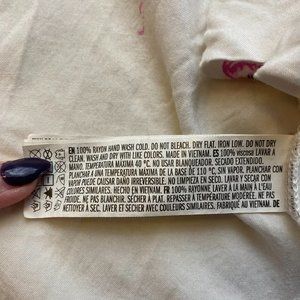 EN 100% RAYON HAND WASH COLD. DO NOT BLEACH. DRY FLAT. IRON LOW. DO NOT DRY
CLEAN. WASH AND DRY WITH LIKE COLORS. MADE IN VIETNAM. ES 100% viscosa LAVAR A
MANO. TEMPERATURA MÁXIMA 40 °C. NO USAR BLANQUEADOR. SECADO EXTENDIDO.
PLANCHAR A UNA TEMPERATURA MÁXIMA DE LA BASE DE 110 °C, SIN VAPOR. PLANCHAR CON
VAPOR PUEDE CAUSAR DAÑO IRREVERSIBLE. NO LIMPIEZA EN SECO. LAVAR Y SECAR CON
COLORES SIMILARES. HECHO EN VIETNAM. FR 100% RAYONNE LAVER À LA MAIN À L'EAU
FROIDE. NE PAS BLANCHIR. SÉCHER À PLAT. REPASSER À TEMPÉRATURE MODÉRÉE. NE PAS
NETTOYER À SEC. LAVER ET SÉCHER AVEC COULEURS SIMILAIRES. FABRIQUÉ AU VIETNAM. DE